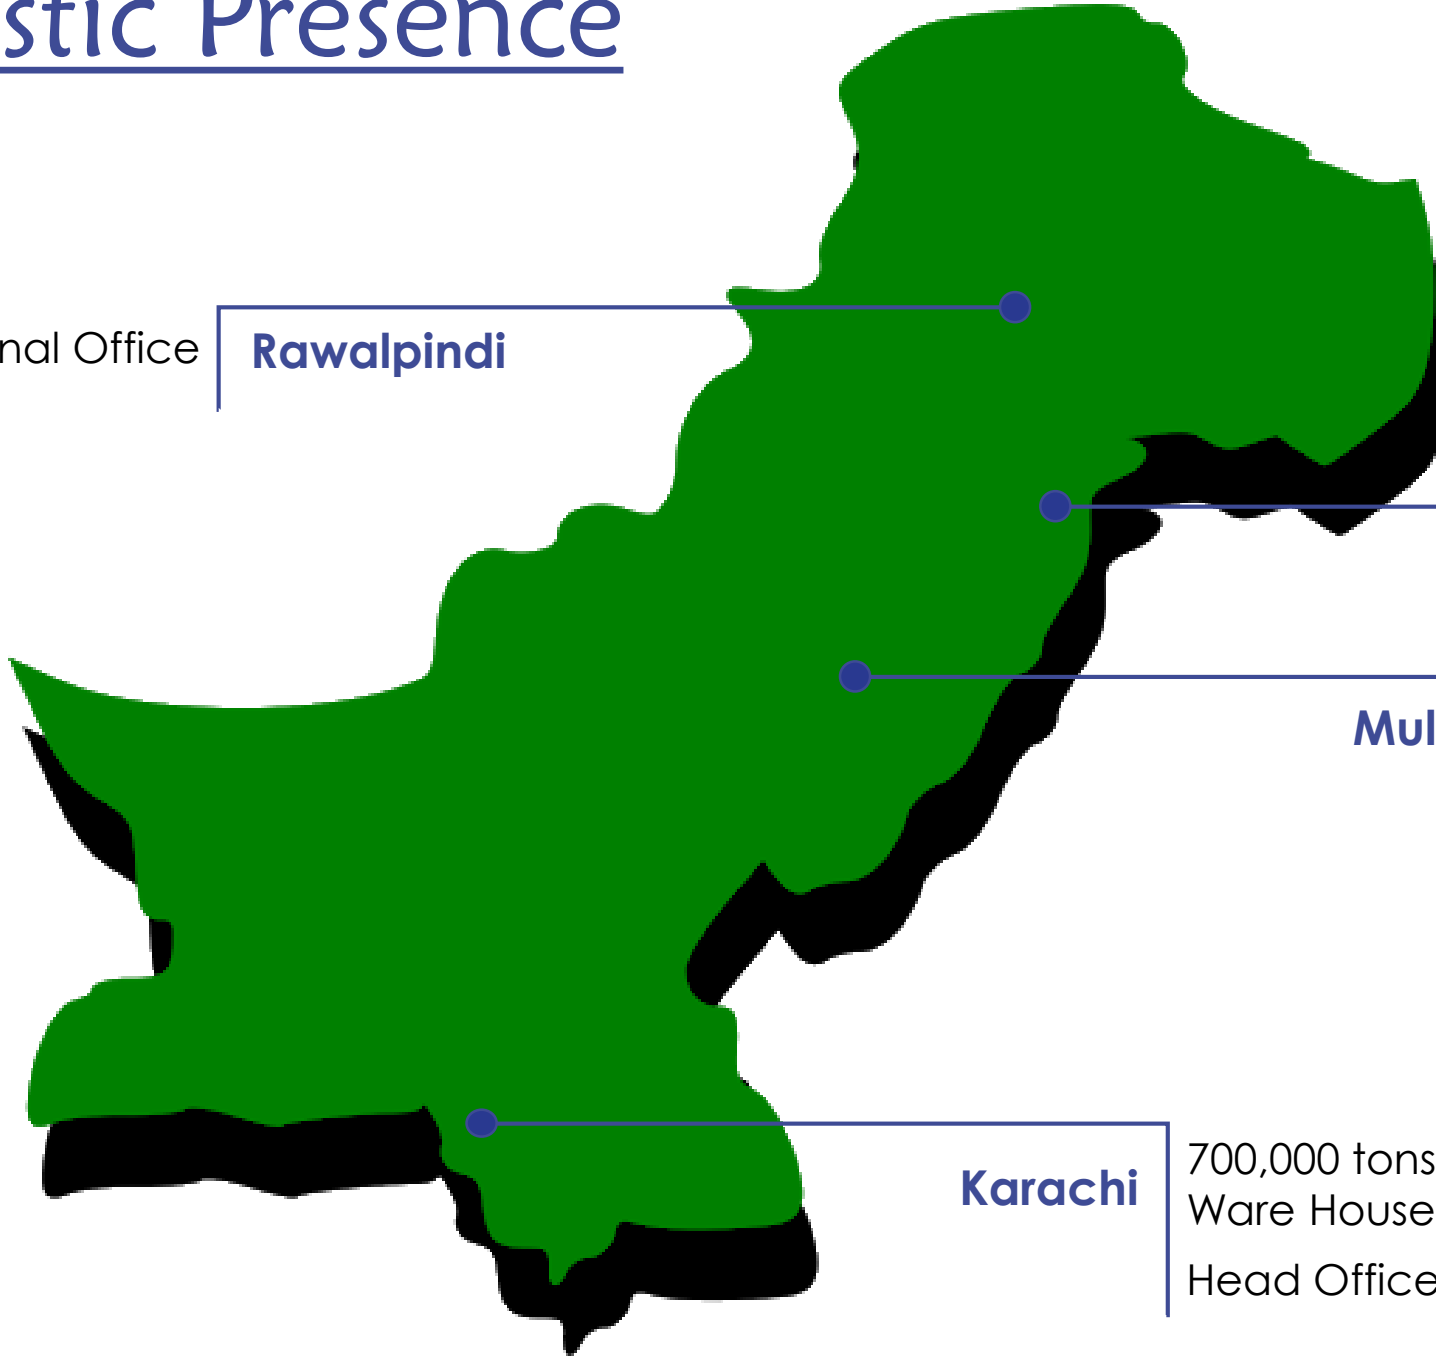 stic Presence
nal Office
Rawalpindi
Mul
Karachi
700,000 tons
Ware House
Head Office